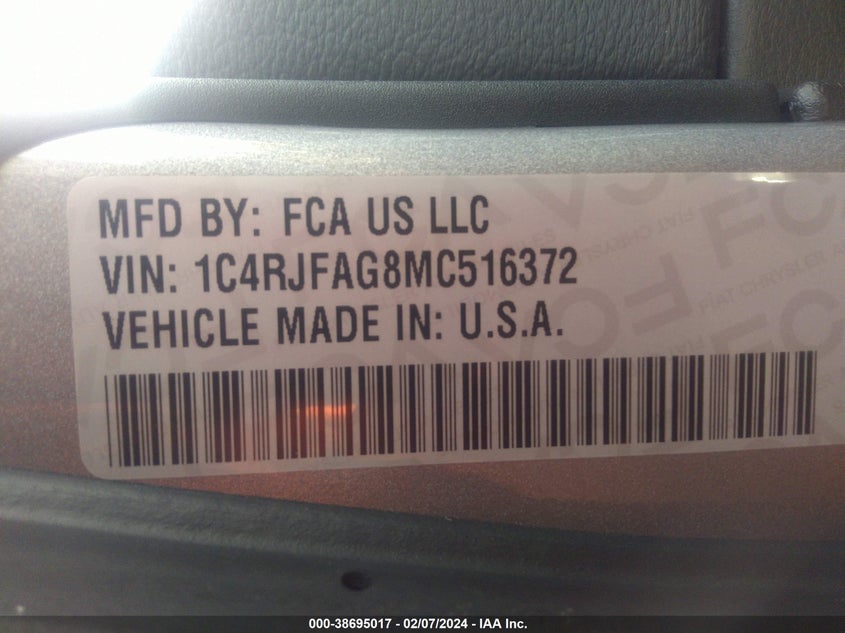 MFD BY: FCA US LLC
VIN: 1C4RJFAG8MC516372
VEHICLE MADE IN: U.S.A.
000-38695017 - 02/07/2024 - IAA Inc.